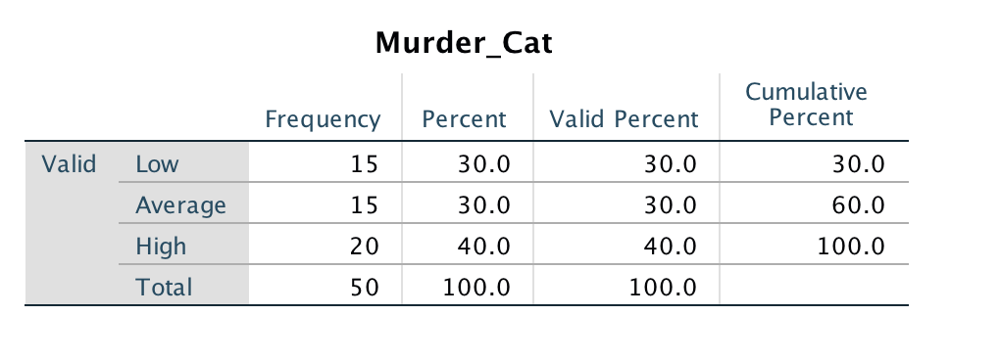 Murder_Cat
Frequency Percent Valid Percent Cumulative Percent
Valid Low 15 30.0 30.0 30.0
Average 15 30.0 30.0 60.0
High 20 40.0 40.0 100.0
Total 50 100.0 100.0